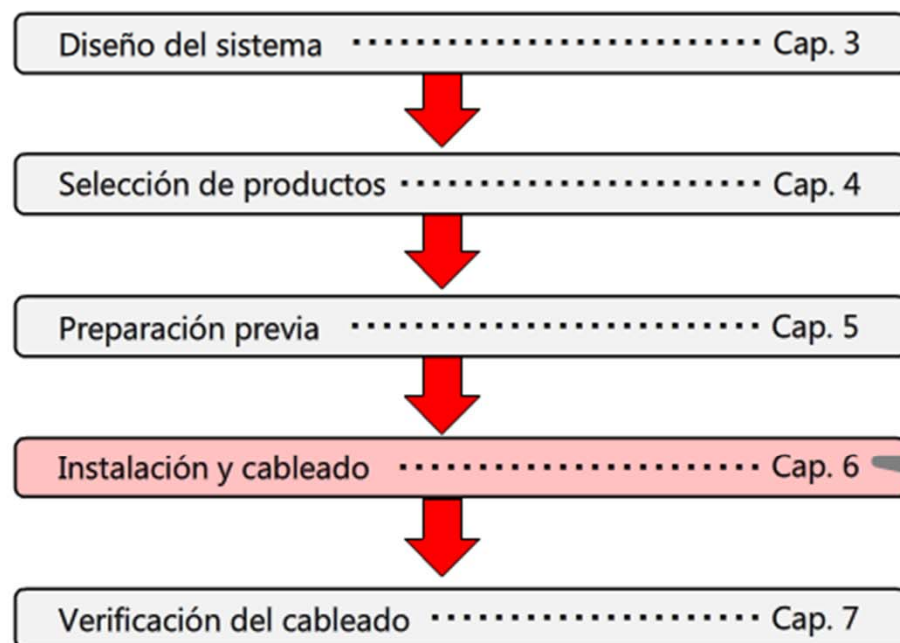 Diseño del sistema ·························· Cap. 3
Selección de productos ······················· Cap. 4
Preparación previa ·························· Cap. 5
Instalación y cableado ······················· Cap. 6
Verificación del cableado ····················· Cap. 7